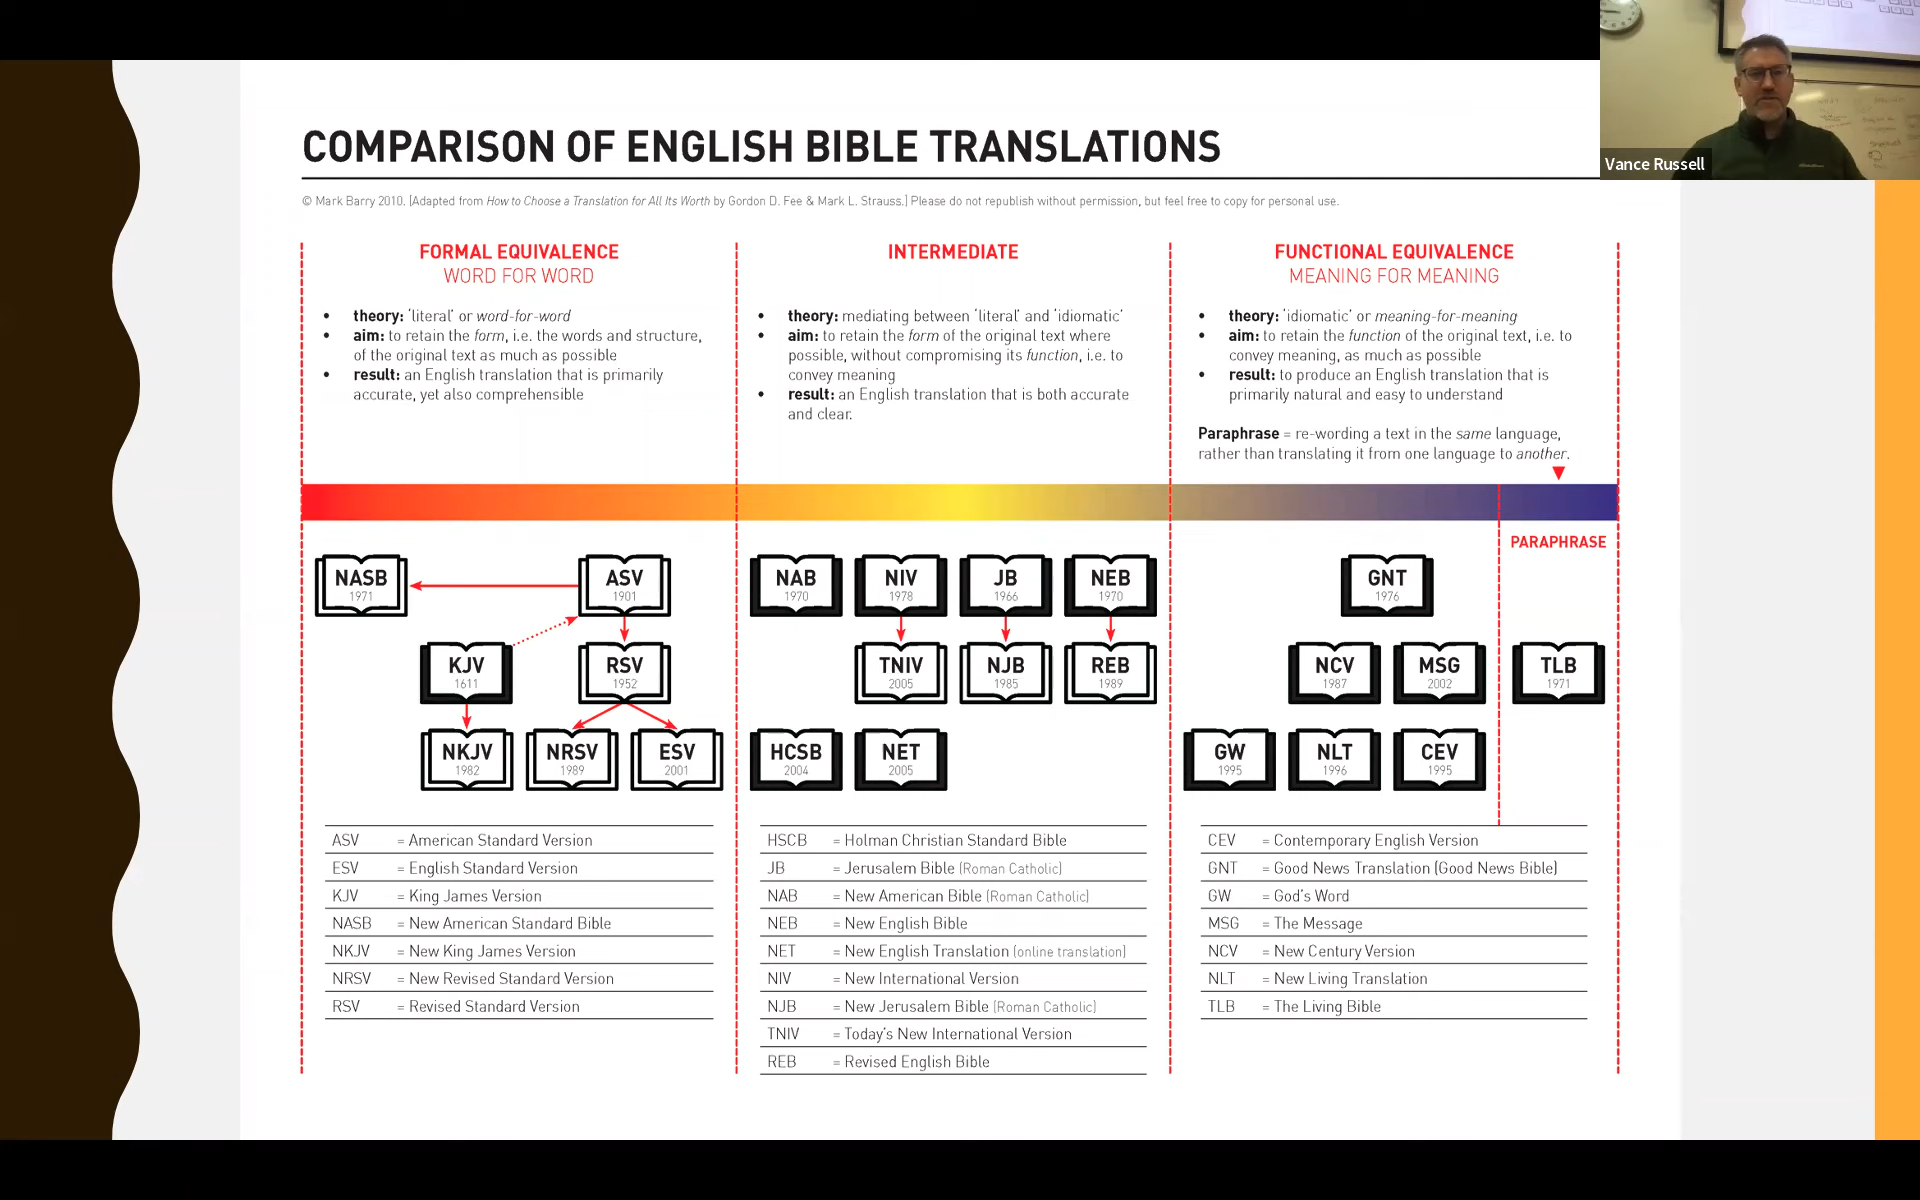 Vance Russell
COMPARISON OF ENGLISH BIBLE TRANSLATIONS
© Mark Barry 2010. [Adapted from How to Choose a Translation for All Its Worth by Gordon D. Fee & Mark L. Strauss.] Please do not republish without permission, but feel free to copy for personal use.
FORMAL EQUIVALENCE
WORD FOR WORD
• theory: 'literal' or word-for-word
• aim: to retain the form, i.e. the words and structure,
of the original text as much as possible
• result: an English translation that is primarily
accurate, yet also comprehensible
INTERMEDIATE
• theory: mediating between 'literal' and 'idiomatic'
• aim: to retain the form of the original text where
possible, without compromising its function, i.e. to
convey meaning
• result: an English translation that is both accurate
and clear.
FUNCTIONAL EQUIVALENCE
MEANING FOR MEANING
• theory: 'idiomatic' or meaning-for-meaning
• aim: to retain the function of the original text, i.e. to
convey meaning, as much as possible
• result: to produce an English translation that is
primarily natural and easy to understand
Paraphrase = re-wording a text in the same language,
rather than translating it from one language to another.
PARAPHRASE
NASB
1971
ASV
1901
KJV
1611
RSV
1952
NKJV
1982
NRSV
1989
ESV
2001
NAB
1970
NIV
1978
JB
1966
NEB
1970
TNIV
2005
NJB
1985
REB
1989
HCSB
2004
NET
2005
GNT
1976
NCV
1987
MSG
2002
TLB
1971
GW
1995
NLT
1996
CEV
1995
ASV = American Standard Version
ESV = English Standard Version
KJV = King James Version
NASB = New American Standard Bible
NKJV = New King James Version
NRSV = New Revised Standard Version
RSV = Revised Standard Version
HSCB = Holman Christian Standard Bible
JB = Jerusalem Bible (Roman Catholic)
NAB = New American Bible (Roman Catholic)
NEB = New English Bible
NET = New English Translation (online translation)
NIV = New International Version
NJB = New Jerusalem Bible (Roman Catholic)
TNIV = Today's New International Version
REB = Revised English Bible
CEV = Contemporary English Version
GNT = Good News Translation (Good News Bible)
GW = God's Word
MSG = The Message
NCV = New Century Version
NLT = New Living Translation
TLB = The Living Bible